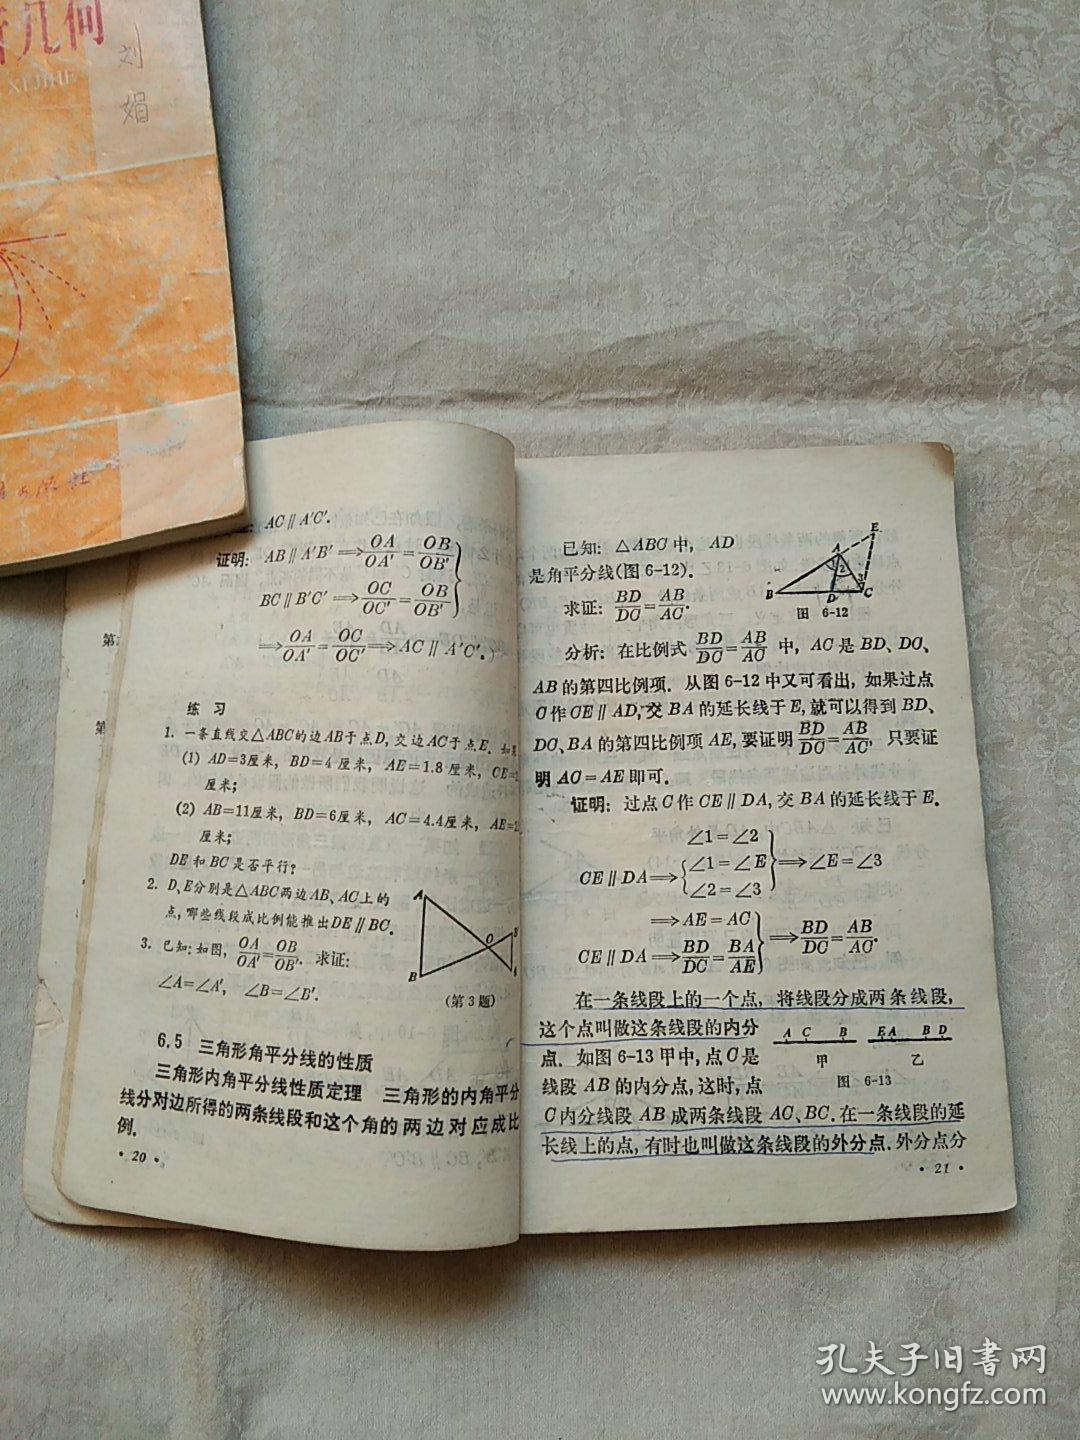 几何
刘
娟
AC∥A′C′.
证明: AB∥A′B′⟹OA/OA′=OB/OB′
BC∥B′C′⟹OC/OC′=OB/OB′
⟹OA/OA′=OC/OC′⟹AC∥A′C′.
练习
1. 一条直线交△ABC的边AB于点D,交边AC于点E. 如果
(1) AD=3厘米, BD=4厘米, AE=1.8厘米, CE=
厘米;
(2) AB=11厘米, BD=6厘米, AC=4.4厘米, AE=
厘米;
DE和BC是否平行?
2. D、E分别是△ABC两边AB、AC上的
点,哪些线段成比例能推出DE∥BC.
3. 已知:如图, OA/OA′=OB/OB′. 求证:
∠A=∠A′, ∠B=∠B′.
A
B
O
(第3题)
6.5 三角形角平分线的性质
三角形内角平分线性质定理 三角形的内角平分
线分对边所得的两条线段和这个角的两边对应成比
例.
• 20 •
已知: △ABC中, AD
是角平分线(图6-12).
求证: BD/DC=AB/AC.
E
A
1
2
3
B
D
C
图 6-12
分析: 在比例式 BD/DC=AB/AC 中, AC是BD、DC、
AB的第四比例项. 从图6-12中又可看出, 如果过点
C作CE∥AD,交BA的延长线于E,就可以得到BD、
DC、BA的第四比例项AE,要证明BD/DC=AB/AC, 只要证
明AC=AE即可.
证明: 过点C作CE∥DA,交BA的延长线于E.
∠1=∠2
CE∥DA⟹{∠1=∠E
∠2=∠3}⟹∠E=∠3
⟹AE=AC
CE∥DA⟹BD/DC=BA/AE}⟹BD/DC=AB/AC.
在一条线段上的一个点, 将线段分成两条线段,
这个点叫做这条线段的内分
点. 如图6-13甲中,点C是
线段AB的内分点,这时,点
A C B
E A B D
甲 乙
图 6-13
C内分线段AB成两条线段AC、BC.在一条线段的延
长线上的点,有时也叫做这条线段的外分点.外分点分
• 21 •
孔夫子旧書网
www.kongfz.com